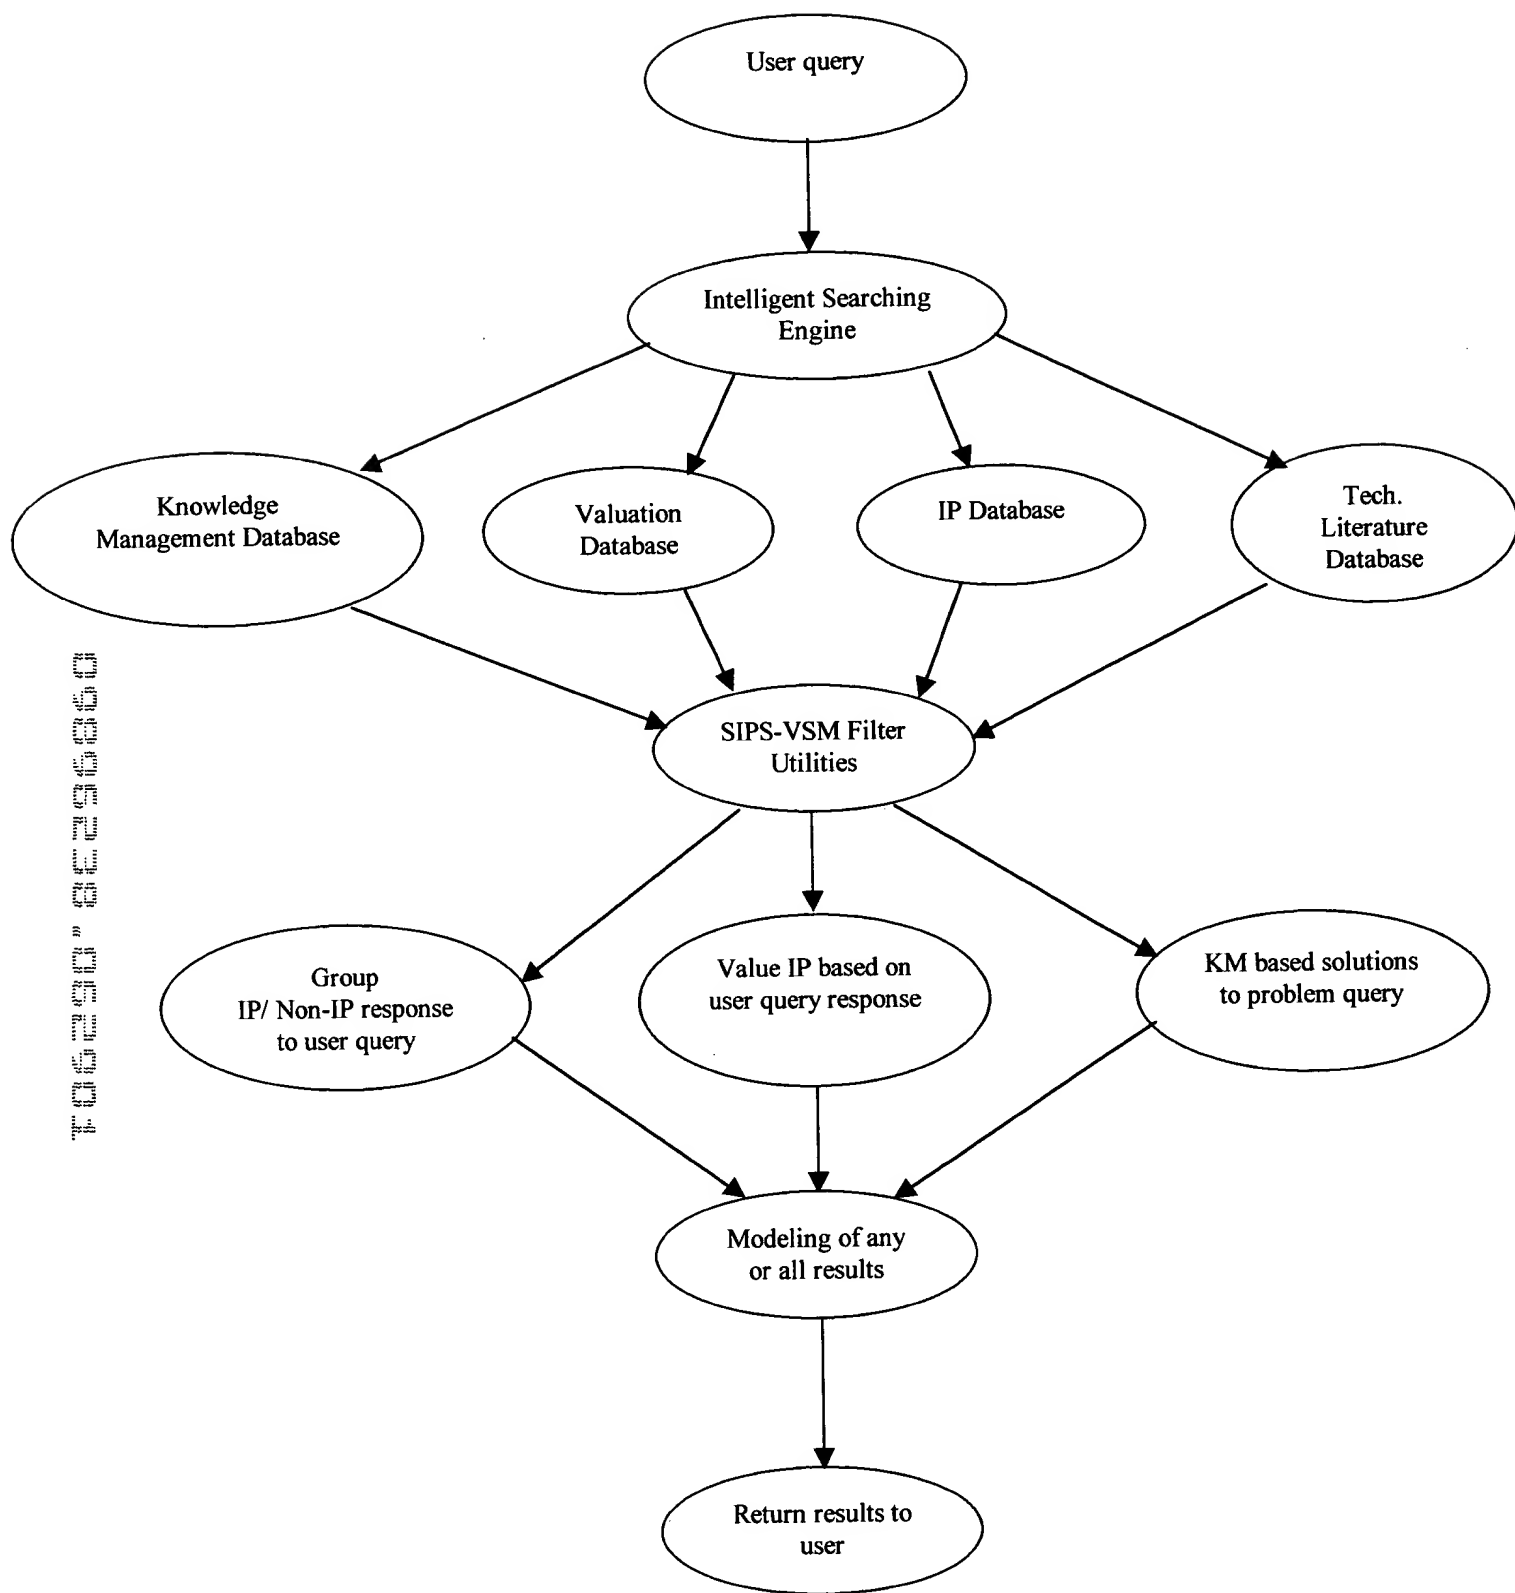 User query
Intelligent Searching
Engine
Knowledge
Management Database
Valuation
Database
IP Database
Tech.
Literature
Database
SIPS-VSM Filter
Utilities
Group
IP/ Non-IP response
to user query
Value IP based on
user query response
KM based solutions
to problem query
Modeling of any
or all results
Return results to
user